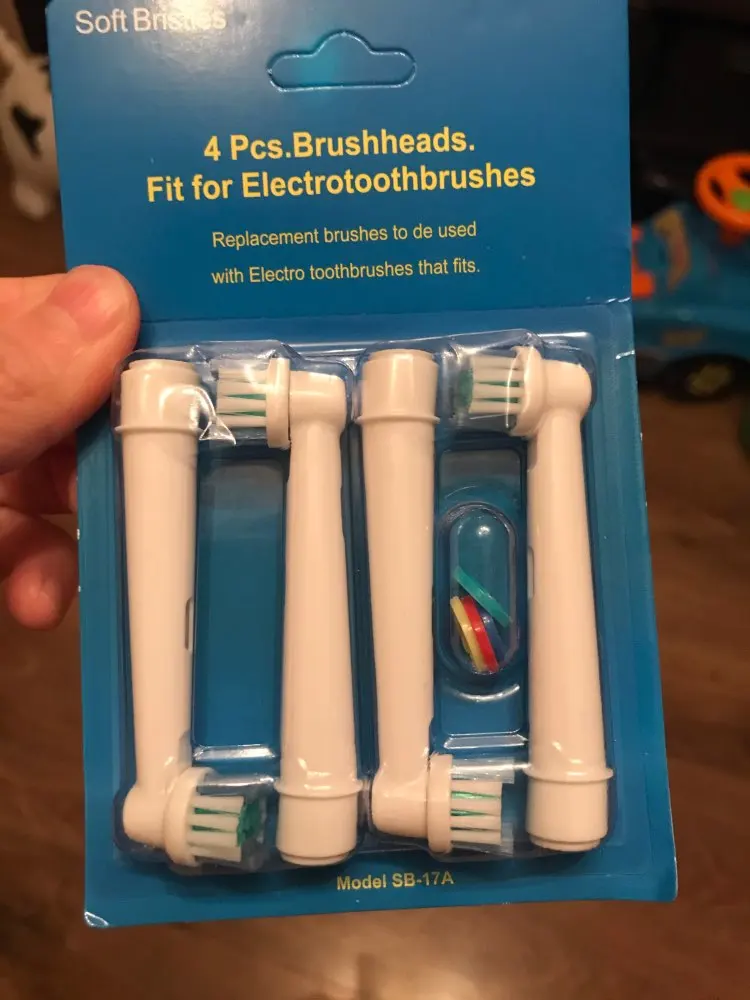 Soft Bristles
4 Pcs.Brushheads.
Fit for Electrotoothbrushes
Replacement brushes to de used
with Electro toothbrushes that fits.
Model SB-17A